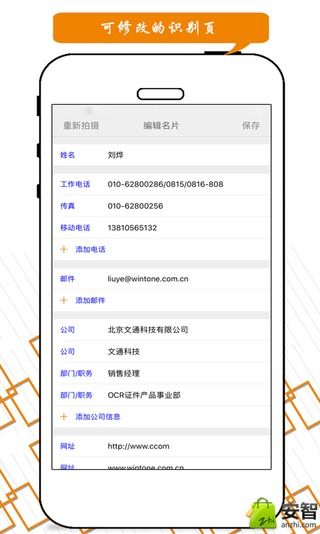 可修改的识别页
重新拍摄 编辑名片 保存
姓名 刘烨
工作电话 010-62800286/0815/0816-808
传真 010-62800256
移动电话 13810565132
+ 添加电话
邮件 liuye@wintone.com.cn
+ 添加邮件
公司 北京文通科技有限公司
公司 文通科技
部门/职务 销售经理
部门/职务 OCR证件产品事业部
+ 添加公司信息
网址 http://www.ccom
网址 www.wintone.com.cn
安智
anzhi.com